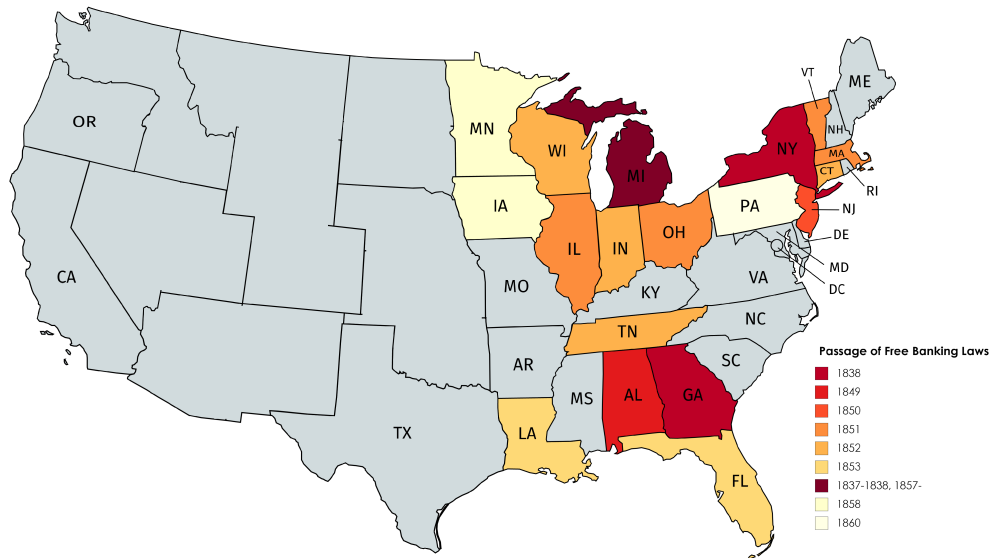 VT
ME
OR
MN
NH
WI
NY
MA
MI
CT
RI
IA
PA
NJ
OH
DE
IL
IN
CA
MD
MO
VA
DC
KY
NC
TN
Passage of Free Banking Laws
SC
AR
1838
MS
AL
GA
1849
1850
TX
LA
1851
1852
1853
FL
1837-1838, 1857-
1858
1860